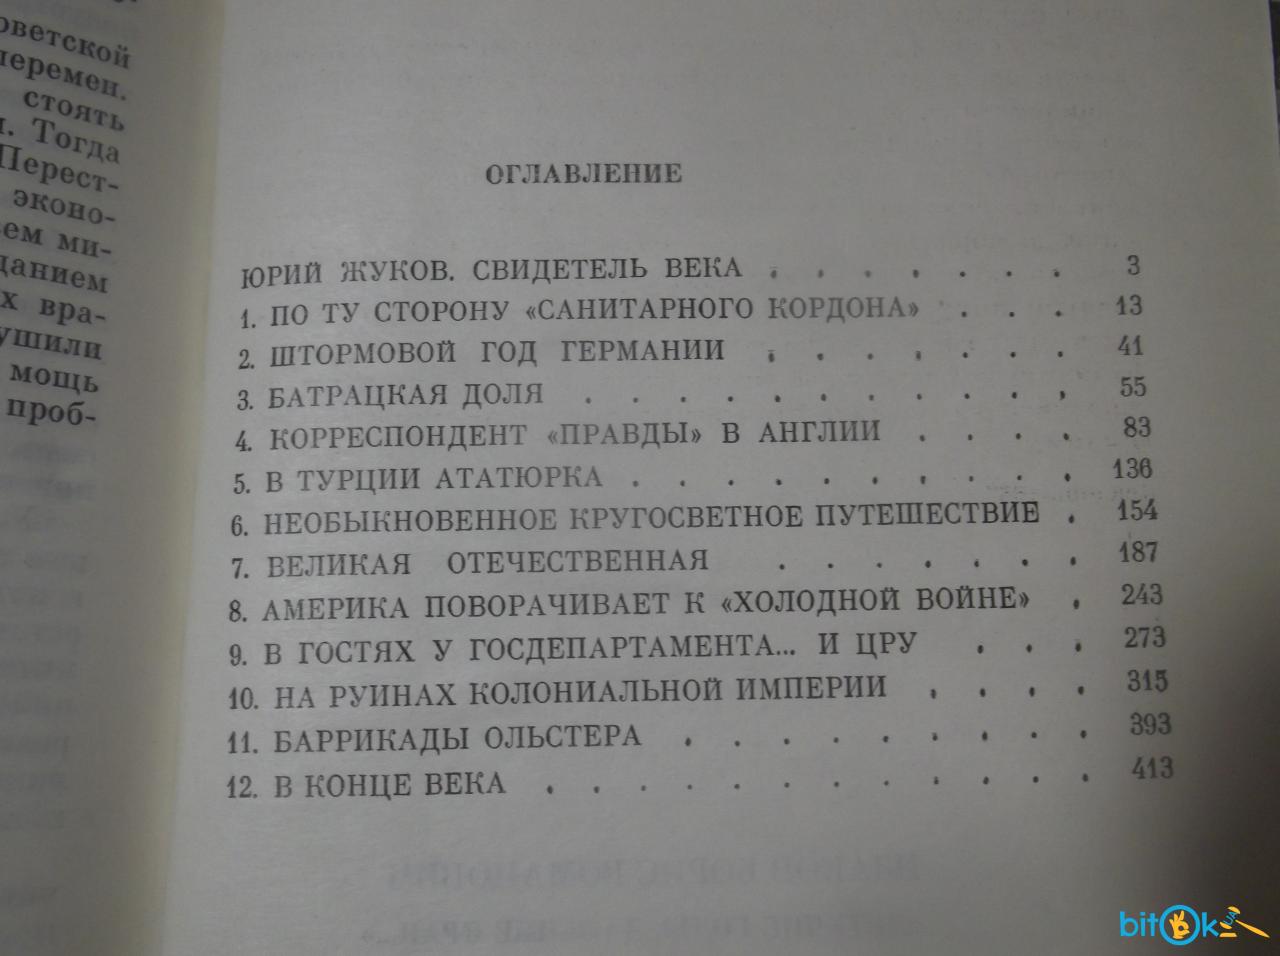 оветской
перемен.
стоять
Тогда
Перест-
эконо-
ем ми-
данием
х вра-
ушили
мощь
проб-
ОГЛАВЛЕНИЕ
ЮРИЙ ЖУКОВ. СВИДЕТЕЛЬ ВЕКА . . . . . . . 3
1. ПО ТУ СТОРОНУ «САНИТАРНОГО КОРДОНА» . . . 13
2. ШТОРМОВОЙ ГОД ГЕРМАНИИ . . . . . . . 41
3. БАТРАЦКАЯ ДОЛЯ . . . . . . . . . . . 55
4. КОРРЕСПОНДЕНТ «ПРАВДЫ» В АНГЛИИ . . . . 83
5. В ТУРЦИИ АТАТЮРКА . . . . . . . . . . 136
6. НЕОБЫКНОВЕННОЕ КРУГОСВЕТНОЕ ПУТЕШЕСТВИЕ . 154
7. ВЕЛИКАЯ ОТЕЧЕСТВЕННАЯ . . . . . . . 187
8. АМЕРИКА ПОВОРАЧИВАЕТ К «ХОЛОДНОЙ ВОЙНЕ» . 243
9. В ГОСТЯХ У ГОСДЕПАРТАМЕНТА... И ЦРУ . . . 273
10. НА РУИНАХ КОЛОНИАЛЬНОЙ ИМПЕРИИ . . . . 315
11. БАРРИКАДЫ ОЛЬСТЕРА . . . . . . . . . 393
12. В КОНЦЕ ВЕКА . . . . . . . . . . . . 413
bitOk UA